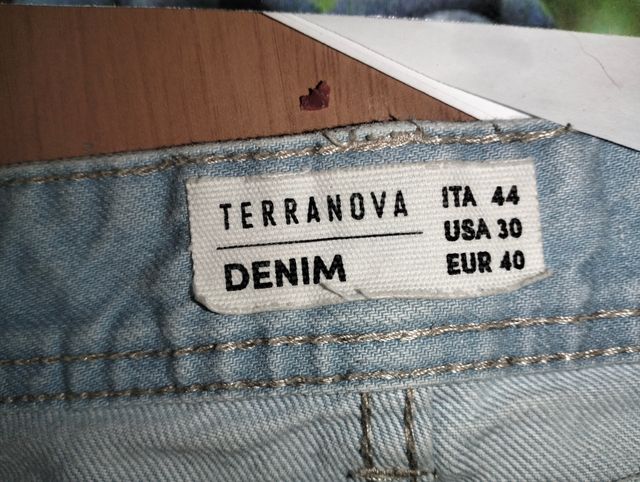 TERRANOVA
DENIM
ITA 44
USA 30
EUR 40